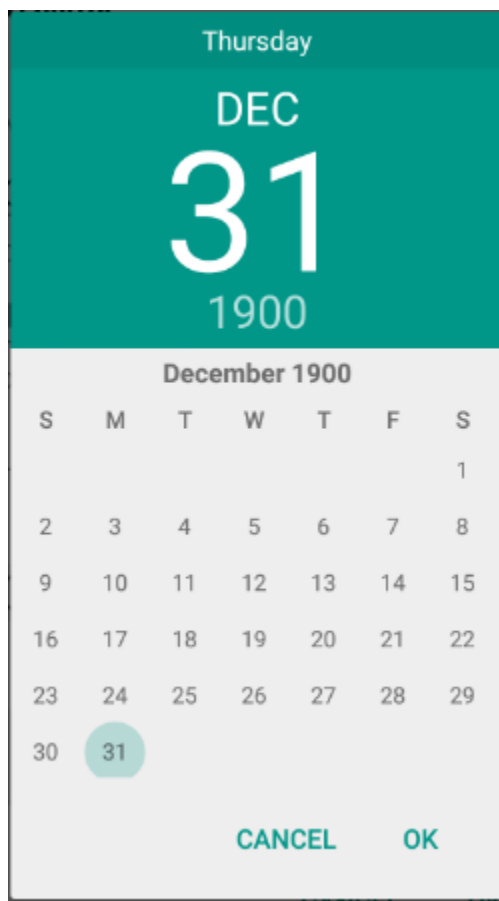 Thursday
DEC
31
1900
December 1900
S M T W T F S
1
2 3 4 5 6 7 8
9 10 11 12 13 14 15
16 17 18 19 20 21 22
23 24 25 26 27 28 29
30 31
CANCEL OK